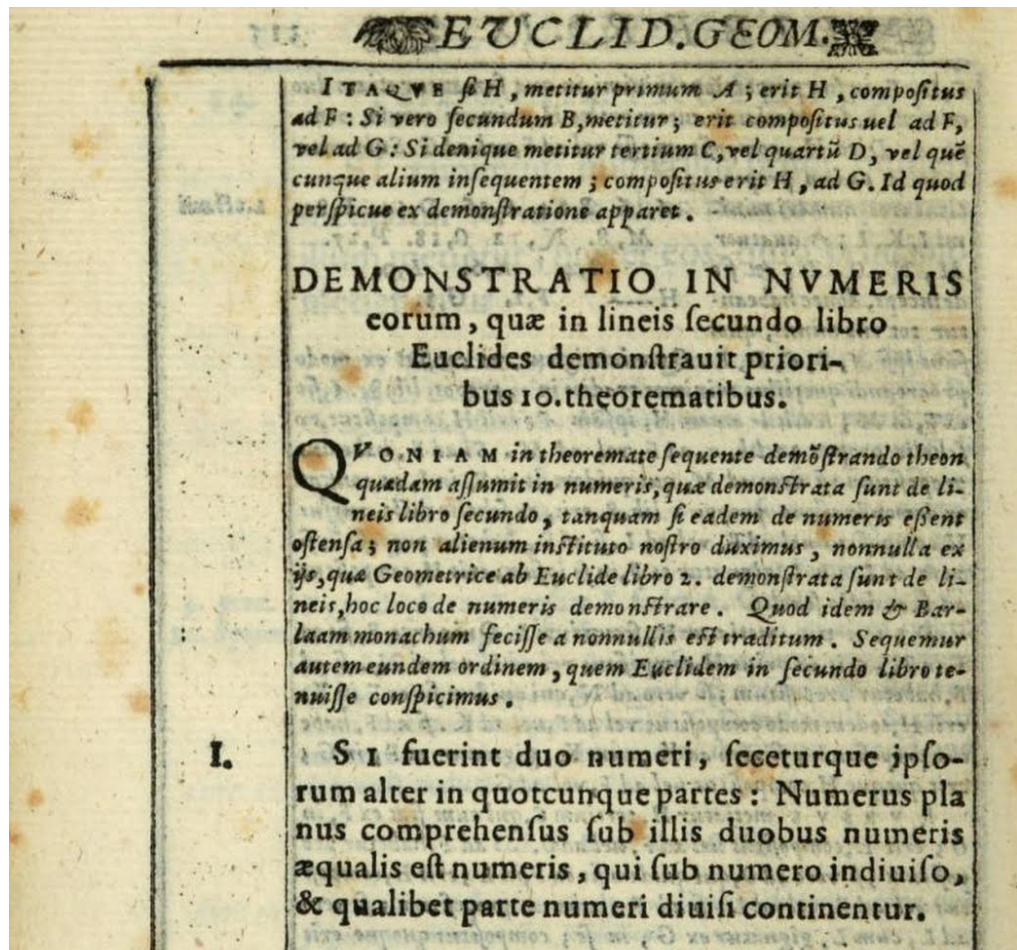 EVCLID. GEOM.
ITAQVE ſi H, metitur primum A; erit H, compoſitus
ad F: Si vero ſecundum B, metitur; erit compoſitus uel ad F,
vel ad G: Si denique metitur tertium C, vel quartũ D, vel quẽ
cunque alium inſequentem; compoſitus erit H, ad G. Id quod
perſpicue ex demonſtratione apparet.
DEMONSTRATIO IN NVMERIS
eorum, quæ in lineis ſecundo libro
Euclides demonſtrauit priori-
bus 10. theorematibus.
QVONIAM in theoremate ſequente demõſtrando theon
quædam aſſumit in numeris, quæ demonſtrata ſunt de li-
neis libro ſecundo, tanquam ſi eadem de numeris eſſent
oſtenſa; non alienum inſtituto noſtro duximus, nonnulla ex
ijs, quæ Geometrice ab Euclide libro 2. demonſtrata ſunt de li-
neis, hoc loco de numeris demonſtrare. Quod idem & Bar-
laam monachum feciſſe a nonnullis eſt traditum. Sequemur
autem eundem ordinem, quem Euclidem in ſecundo libro te-
nuiſſe conſpicimus.
I. SI fuerint duo numeri, ſeceturque ipſo-
rum alter in quotcunque partes: Numerus pla
nus comprehenſus ſub illis duobus numeris
æqualis eſt numeris, qui ſub numero indiuiſo,
& qualibet parte numeri diuiſi continentur.